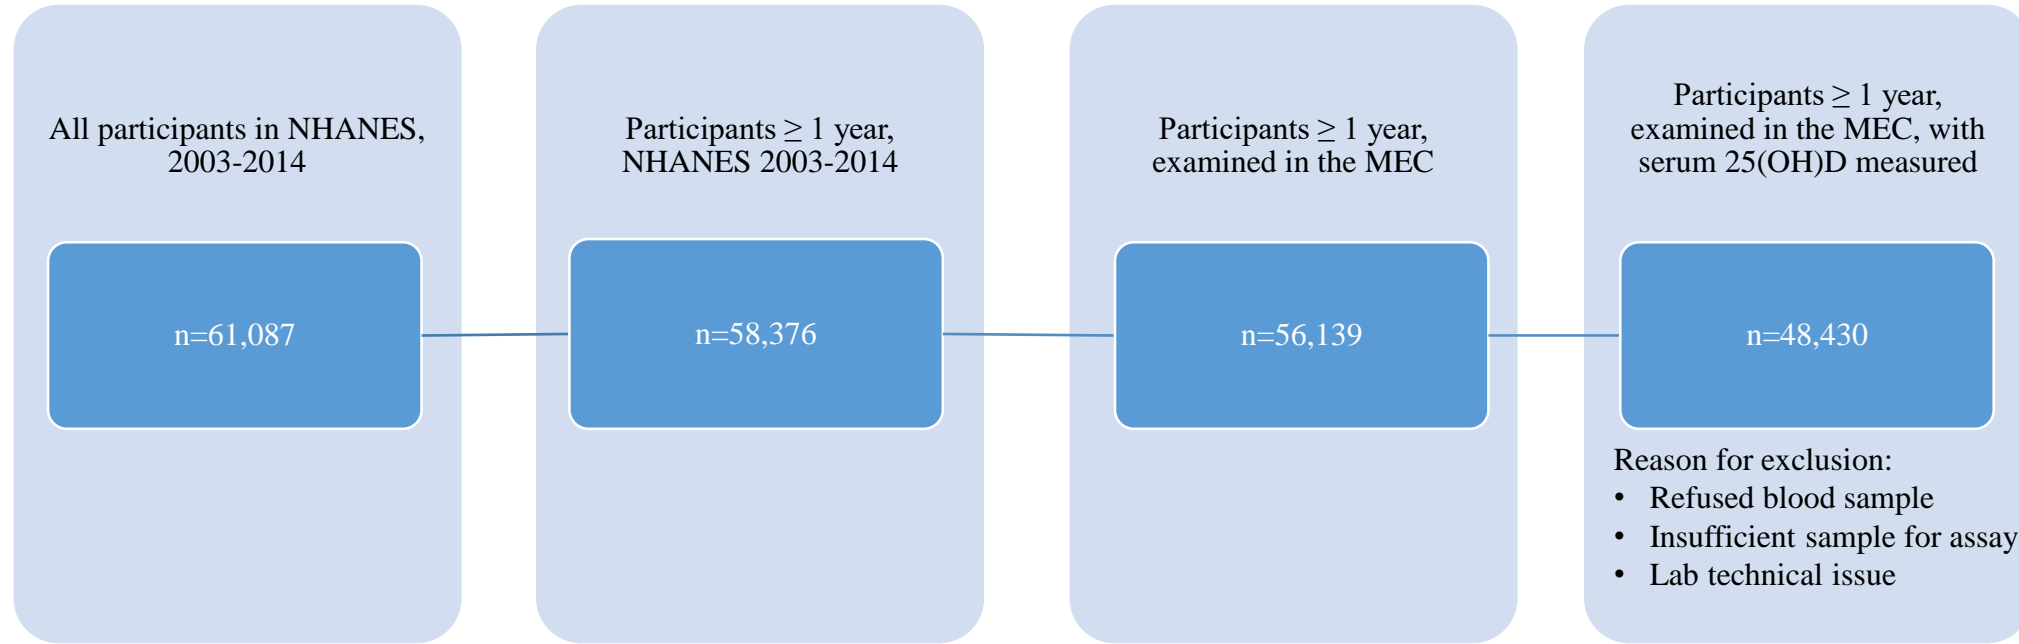 All participants in NHANES,
2003-2014
n=61,087
Participants ≥ 1 year,
NHANES 2003-2014
n=58,376
Participants ≥ 1 year,
examined in the MEC
n=56,139
Participants ≥ 1 year,
examined in the MEC, with
serum 25(OH)D measured
n=48,430
Reason for exclusion:
• Refused blood sample
• Insufficient sample for assay
• Lab technical issue